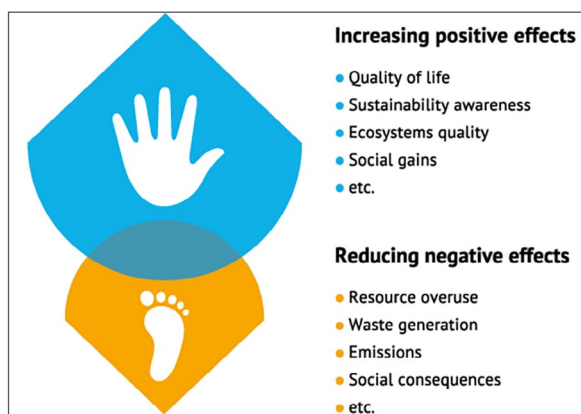 Increasing positive effects
• Quality of life
• Sustainability awareness
• Ecosystems quality
• Social gains
• etc.
Reducing negative effects
• Resource overuse
• Waste generation
• Emissions
• Social consequences
• etc.